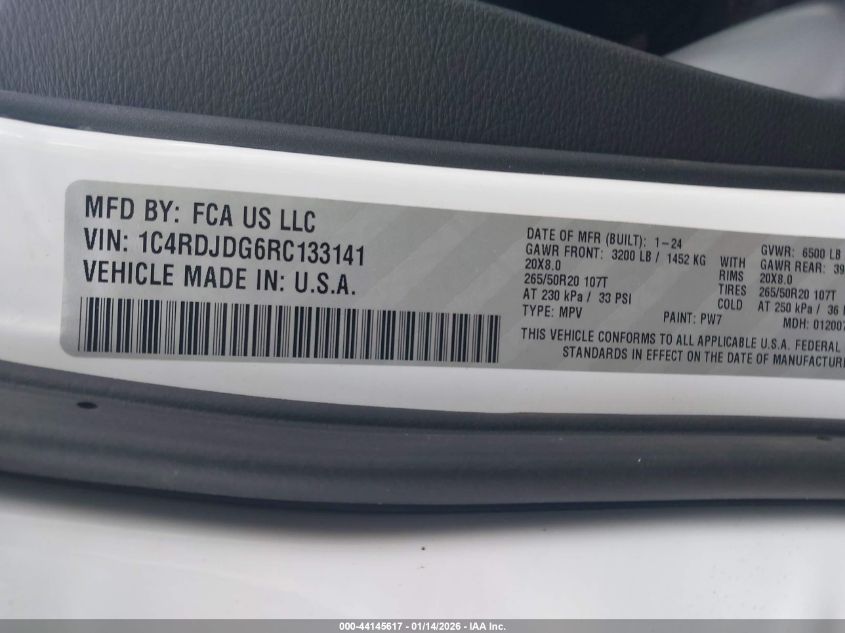 MFD BY: FCA US LLC
VIN: 1C4RDJDG6RC133141
VEHICLE MADE IN: U.S.A.
DATE OF MFR (BUILT): 1-24
GAWR FRONT: 3200 LB / 1452 KG
20X8.0
265/50R20 107T
AT 230 kPa / 33 PSI
TYPE: MPV
PAINT: PW7
WITH
RIMS
TIRES
COLD
GVWR: 6500 LB
GAWR REAR: 39
20X8.0
265/50R20 107T
AT 250 kPa / 36
MDH: 012007
THIS VEHICLE CONFORMS TO ALL APPLICABLE U.S.A. FEDERAL
STANDARDS IN EFFECT ON THE DATE OF MANUFACTURE
000-44145617 - 01/14/2026 - IAA Inc.